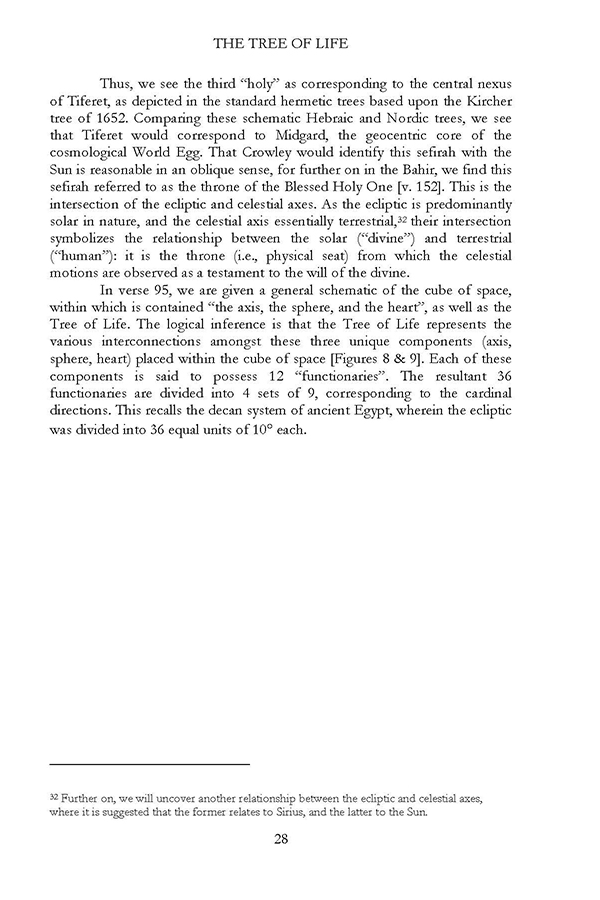 THE TREE OF LIFE
Thus, we see the third “holy” as corresponding to the central nexus
of Tiferet, as depicted in the standard hermetic trees based upon the Kircher
tree of 1652. Comparing these schematic Hebraic and Nordic trees, we see
that Tiferet would correspond to Midgard, the geocentric core of the
cosmological World Egg. That Crowley would identify this sefirah with the
Sun is reasonable in an oblique sense, for further on in the Bahir, we find this
sefirah referred to as the throne of the Blessed Holy One [v. 152]. This is the
intersection of the ecliptic and celestial axes. As the ecliptic is predominantly
solar in nature, and the celestial axis essentially terrestrial,32 their intersection
symbolizes the relationship between the solar (“divine”) and terrestrial
(“human”): it is the throne (i.e., physical seat) from which the celestial
motions are observed as a testament to the will of the divine.
In verse 95, we are given a general schematic of the cube of space,
within which is contained “the axis, the sphere, and the heart”, as well as the
Tree of Life. The logical inference is that the Tree of Life represents the
various interconnections amongst these three unique components (axis,
sphere, heart) placed within the cube of space [Figures 8 & 9]. Each of these
components is said to possess 12 “functionaries”. The resultant 36
functionaries are divided into 4 sets of 9, corresponding to the cardinal
directions. This recalls the decan system of ancient Egypt, wherein the ecliptic
was divided into 36 equal units of 10° each.
32 Further on, we will uncover another relationship between the ecliptic and celestial axes,
where it is suggested that the former relates to Sirius, and the latter to the Sun.
28